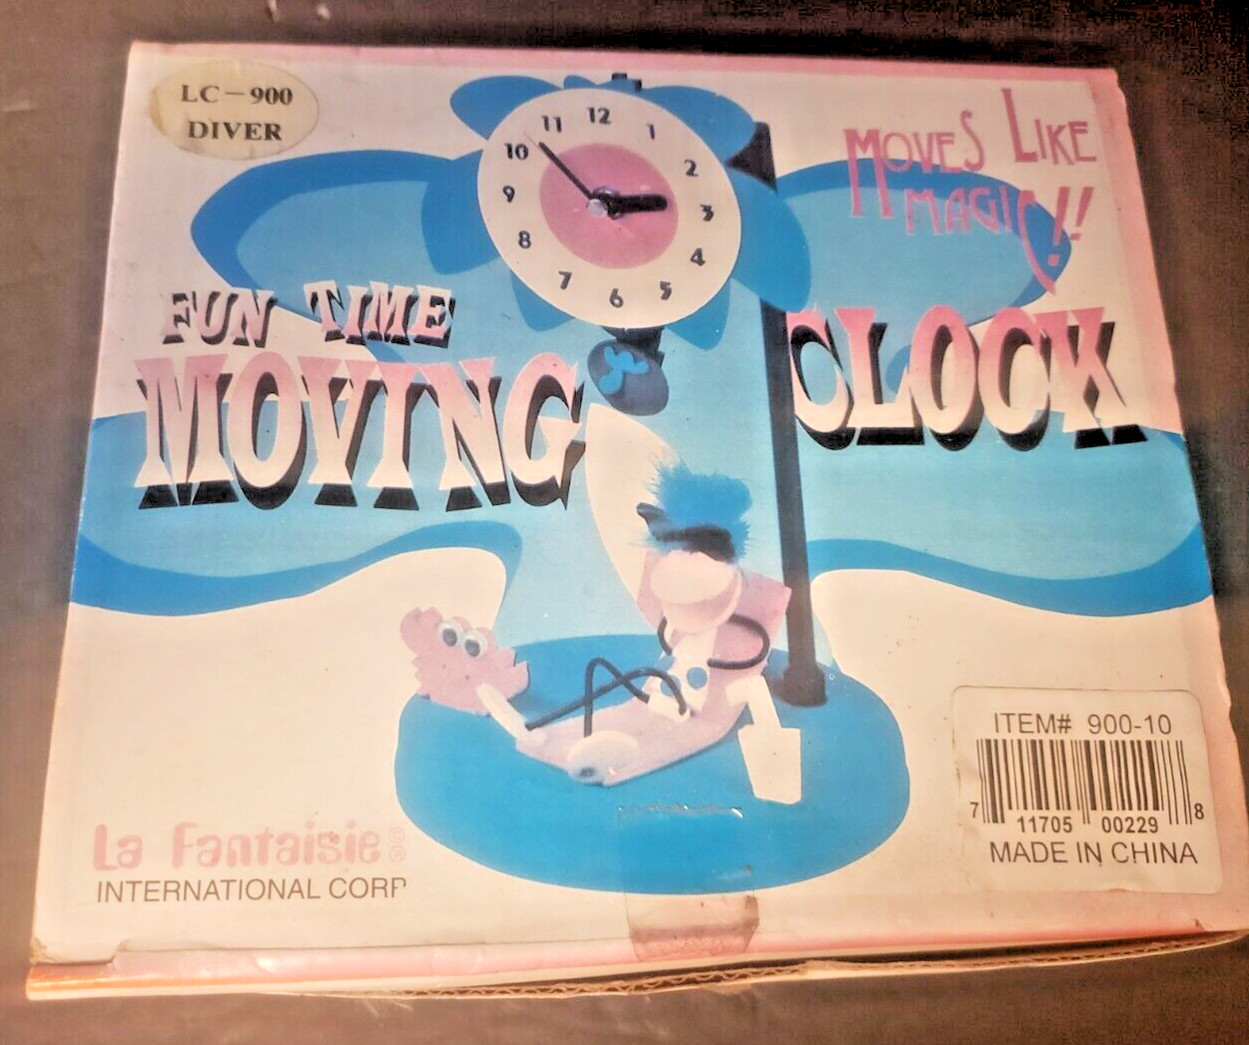 LC-900
DIVER
MOVES LIKE
MAGIC!!
11 12 1
10 2
9 3
8 4
7 6 5
FUN TIME
MOVING CLOCK
ITEM# 900-10
7 11705 00229 8
MADE IN CHINA
La Fantaisie
INTERNATIONAL CORP